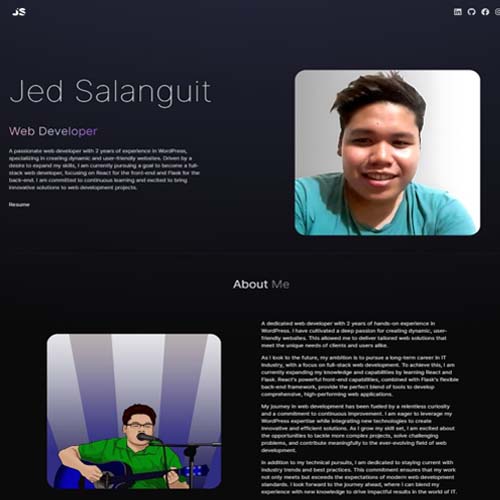 JS
Jed Salanguit
Web Developer
A passionate web developer with 2 years of experience in WordPress,
specializing in creating dynamic and user-friendly websites. Driven by a
desire to expand my skills, I am currently pursuing a goal to become a full-
stack web developer, focusing on React for the front-end and Flask for the
back-end. I am committed to continuous learning and excited to bring
innovative solutions to web development projects.
Resume
About Me
A dedicated web developer with 2 years of hands-on experience in
WordPress. I have cultivated a deep passion for creating dynamic, user-
friendly websites. This allowed me to deliver tailored web solutions that
meet the unique needs of clients and users alike.
As I look to the future, my ambition is to pursue a long-term career in IT
industry, with a focus on full-stack web development. To achieve this, I am
currently expanding my knowledge and capabilities by learning React and
Flask. React's powerful front-end capabilities, combined with Flask's flexible
back-end framework, provide the perfect blend of tools to develop
comprehensive, high-performing web applications.
My journey in web development has been fueled by a relentless curiosity
and a commitment to continuous improvement. I am eager to leverage my
WordPress expertise while integrating new technologies to create
innovative and efficient solutions. As I grow my skill set, I am excited about
the opportunities to tackle more complex projects, solve challenging
problems, and contribute meaningfully to the ever-evolving field of web
development.
In addition to my technical pursuits, I am dedicated to staying current with
industry trends and best practices. This commitment ensures that my work
not only meets but exceeds the expectations of modern web development
standards. I look forward to the journey ahead, where I can blend my
experience with new knowledge to drive impactful results in the world of IT.